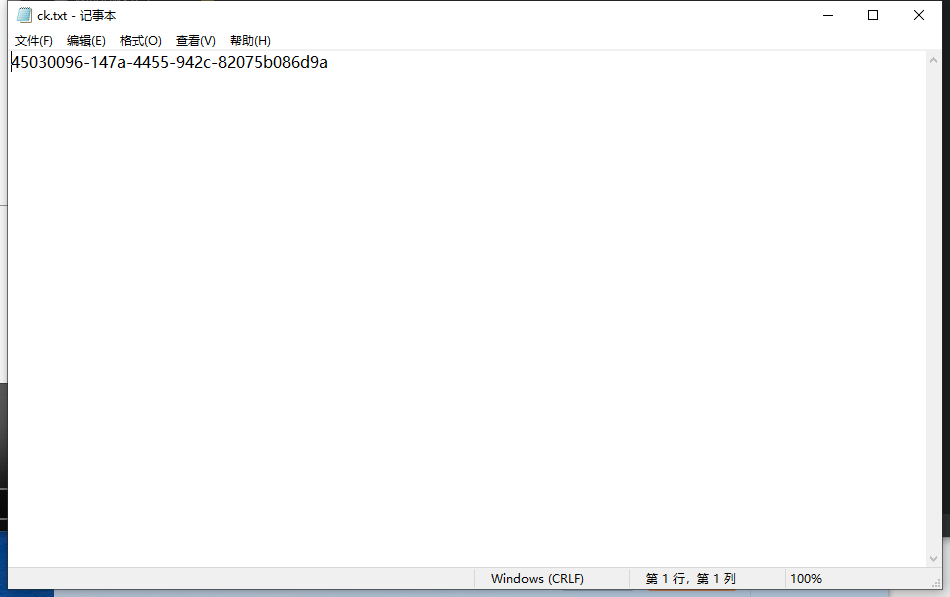 ck.txt - 记事本
文件(F) 编辑(E) 格式(O) 查看(V) 帮助(H)
45030096-147a-4455-942c-82075b086d9a
Windows (CRLF) 第 1 行，第 1 列 100%